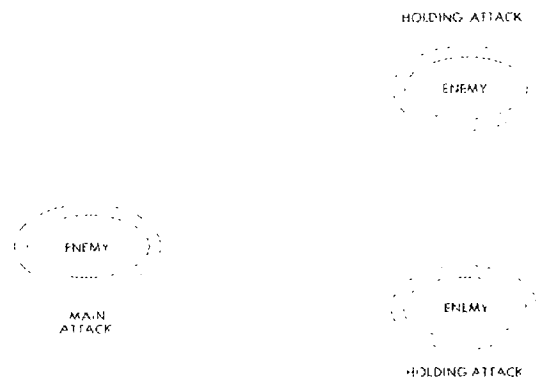 HOLDING ATTACK
ENEMY
ENEMY
MAIN
ATTACK
ENEMY
HOLDING ATTACK